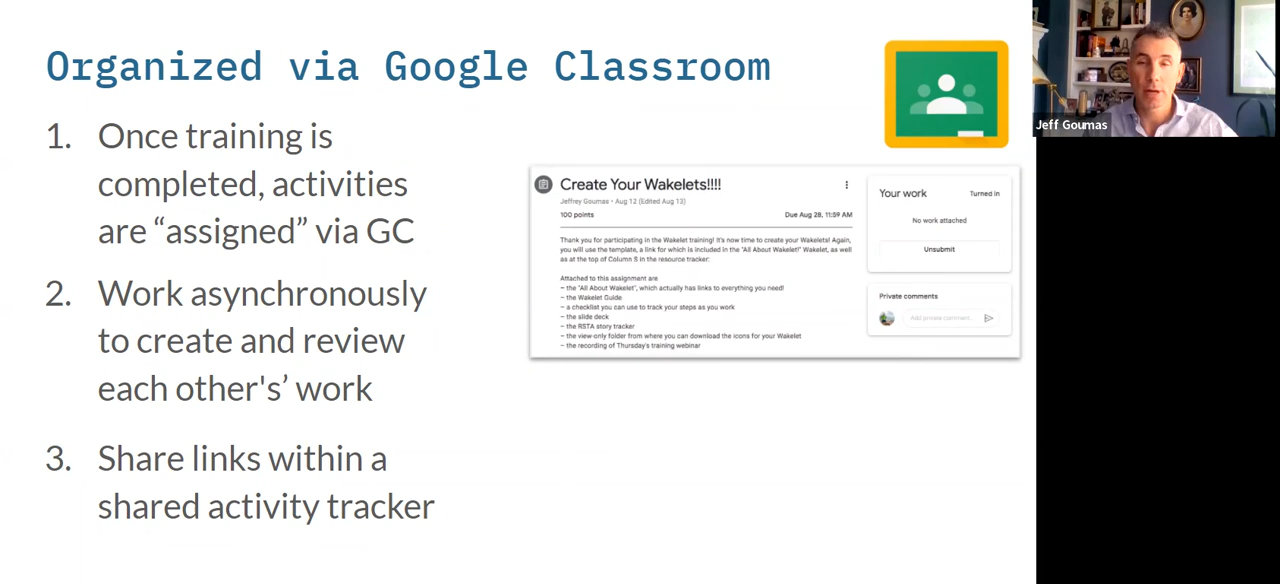 Organized via Google Classroom
1. Once training is
completed, activities
are “assigned” via GC
2. Work asynchronously
to create and review
each other's’ work
3. Share links within a
shared activity tracker
Create Your Wakelets!!!!
Jeffrey Goumas • Aug 12 (Edited Aug 13)
100 points
Due Aug 28, 11:59 AM
Thank you for participating in the Wakelet training! It's now time to create your Wakelets! Again,
you will use the template, a link for which is included in the "All About Wakelet!" Wakelet, as well
as at the top of Column S in the resource tracker:
Attached to this assignment are
– the "All About Wakelet", which actually has links to everything you need!
– the Wakelet Guide
– a checklist you can use to track your steps as you work
– the slide deck
– the RSTA story tracker
– the view-only folder from where you can download the icons for your Wakelet
– the recording of Thursday's training webinar
Your work
Turned in
No work attached
Unsubmit
Private comments
Add private comment...
Jeff Goumas